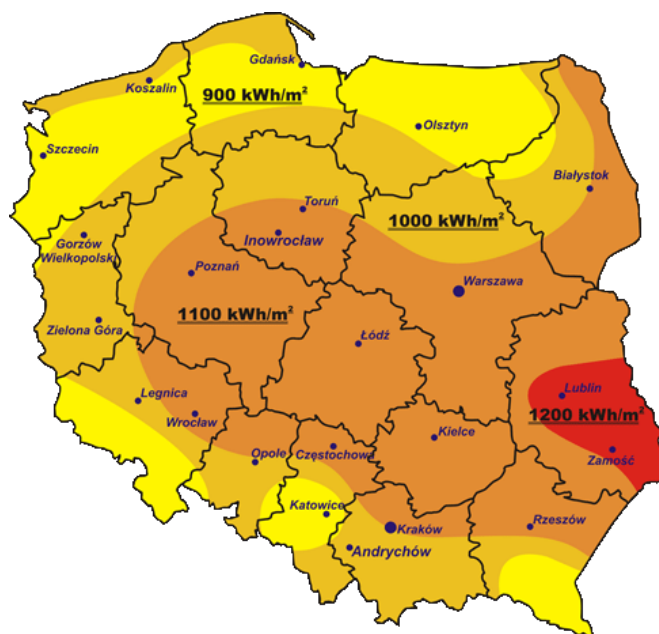 Gdańsk
Koszalin
900 kWh/m²
Olsztyn
Szczecin
Białystok
Toruń
1000 kWh/m²
Gorzów
Wielkopolsk
Inowrocław
Poznań
Warszawa
1100 kWh/m²
Zielona Góra
Łódź
Legnica
Lublin
Wrocław
1200 kWh/m²
Kielce
Opole
Częstochowa
Zamość
Katowice
Kraków
Rzeszów
Andrychów